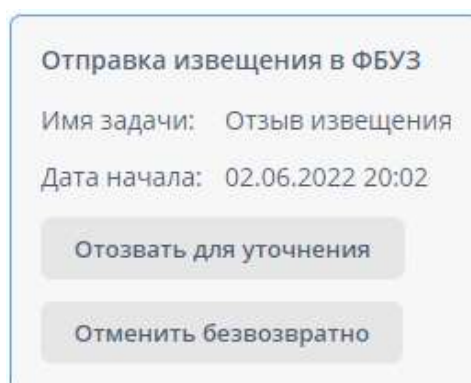 Отправка извещения в ФБУЗ
Имя задачи: Отзыв извещения
Дата начала: 02.06.2022 20:02
Отозвать для уточнения
Отменить безвозвратно